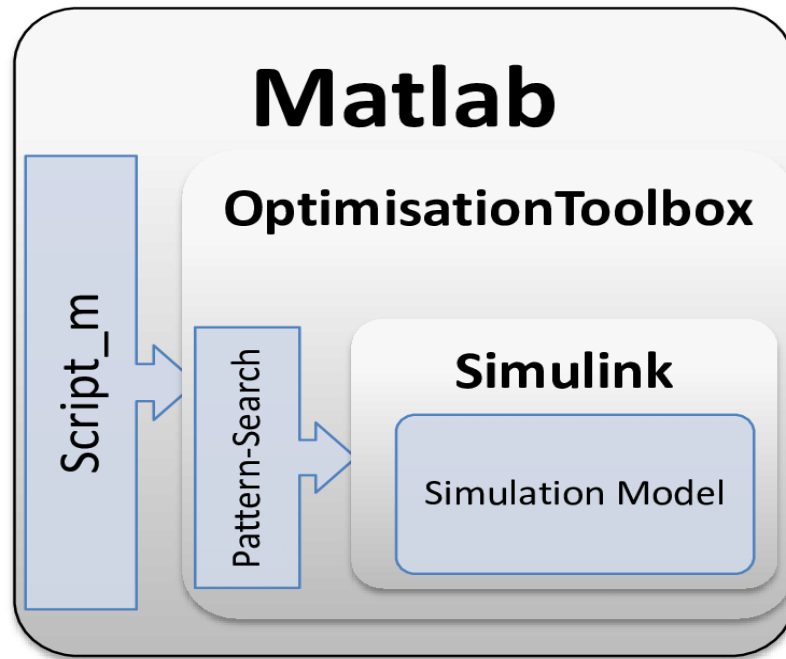 Matlab
OptimisationToolbox
Script_m
Pattern-Search
Simulink
Simulation Model